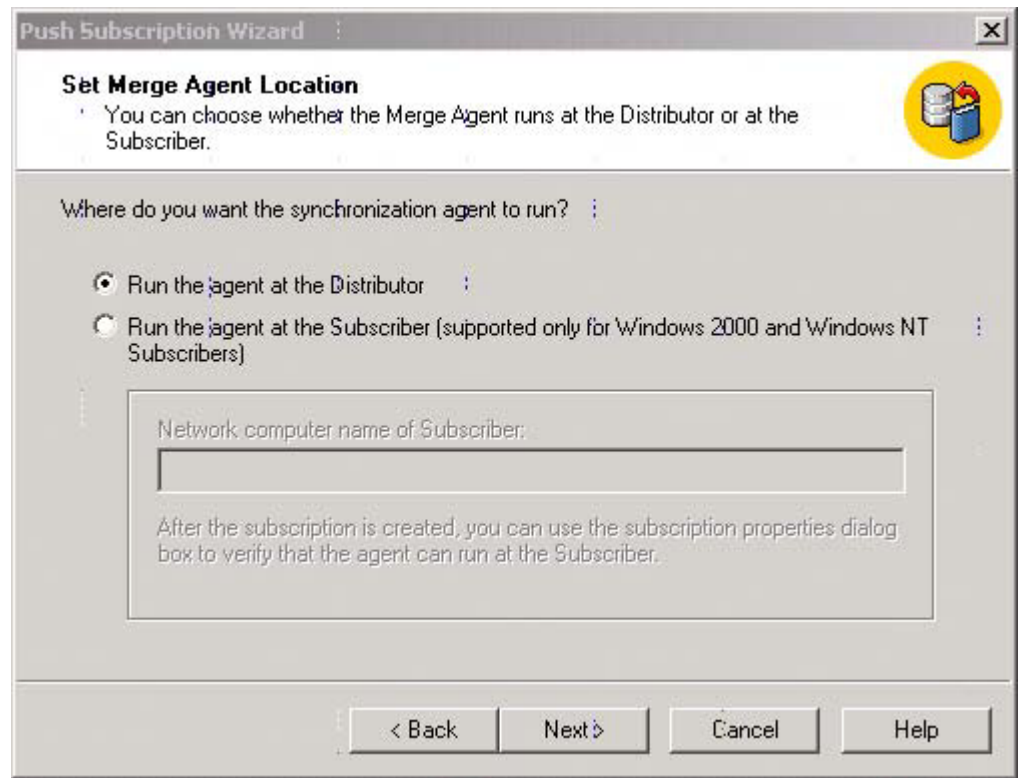 Push Subscription Wizard
Set Merge Agent Location
You can choose whether the Merge Agent runs at the Distributor or at the
Subscriber.
Where do you want the synchronization agent to run?
Run the agent at the Distributor
Run the agent at the Subscriber (supported only for Windows 2000 and Windows NT
Subscribers)
Network computer name of Subscriber:
After the subscription is created, you can use the subscription properties dialog
box to verify that the agent can run at the Subscriber.
< Back Next > Cancel Help